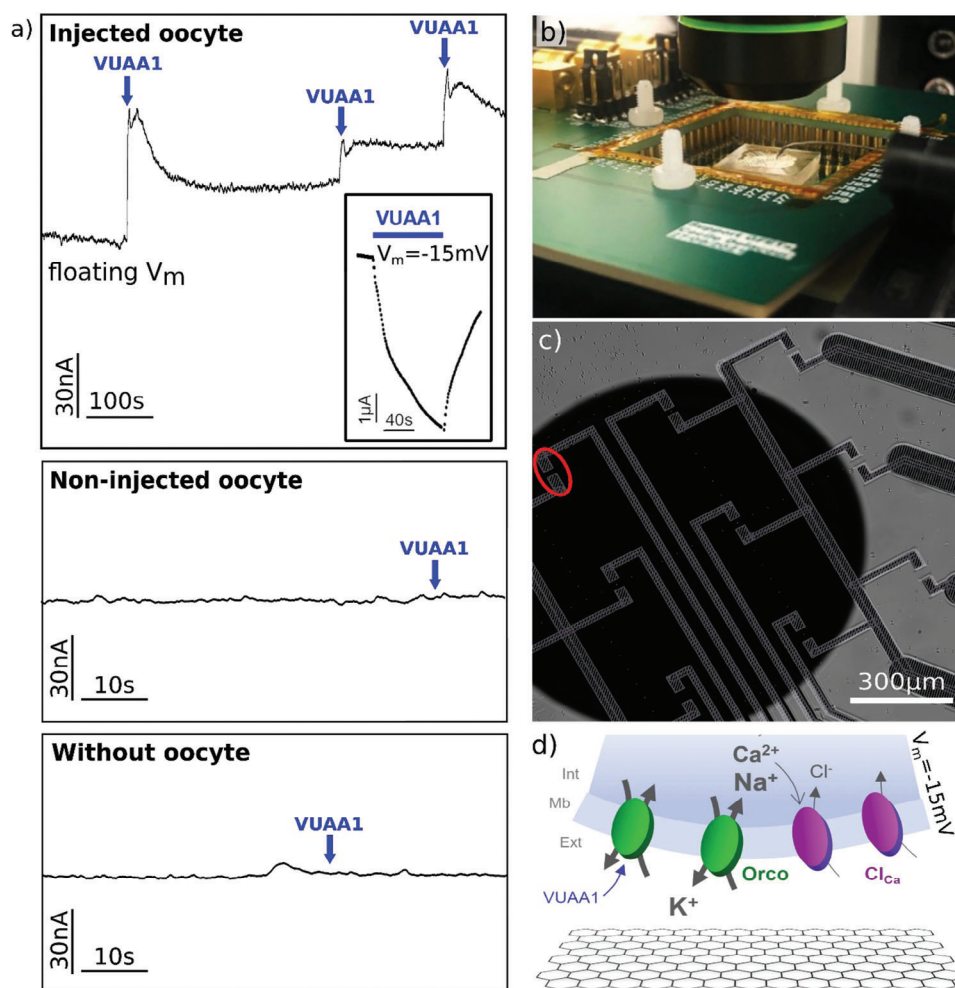 a)
Injected oocyte
VUAA1
VUAA1
VUAA1
floating Vm
VUAA1
Vm=-15mV
1µA
40s
30nA
100s
Non-injected oocyte
VUAA1
30nA
10s
Without oocyte
VUAA1
30nA
10s
b)
c)
300µm
d)
Int
Mb
Ext
Ca²⁺
Na⁺
Cl⁻
Vm=-15mV
VUAA1
Orco
ClCa
K⁺